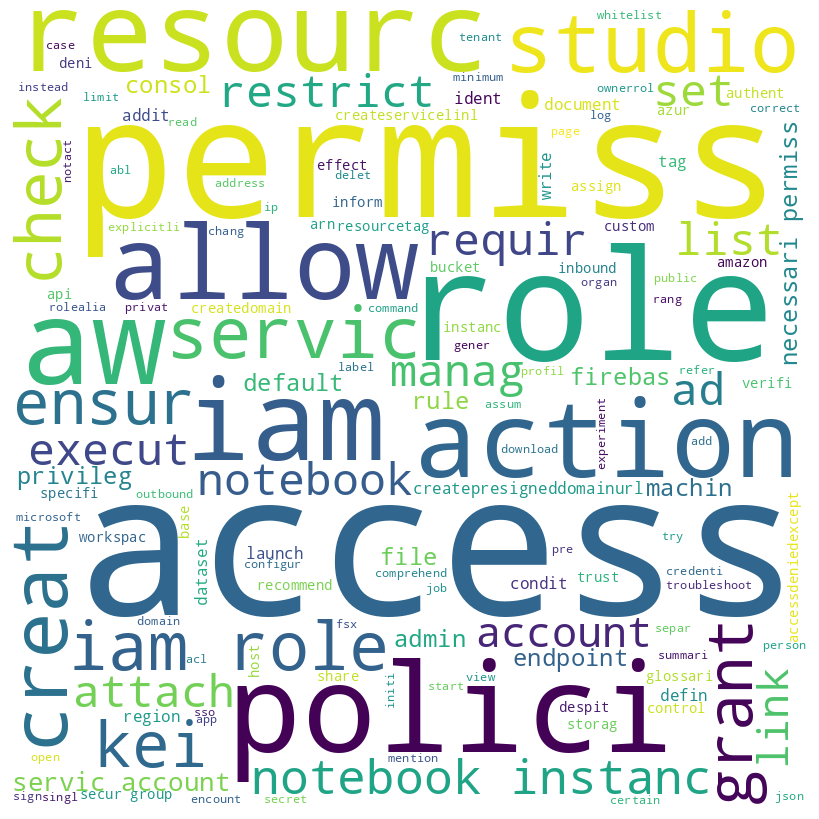 resourc
studio
whitelist
tenant
case
deni
minimum
instead
limit
read
consol
addit
restrict
ident
createservicelinl
document
ownerrol
log
azur
set
authent
correct
check
notact
permiss
abl
address
ip
effect
delet
inform
page
assign
write
tag
explicitli
chang
arn
resourcetag
custom
allow
requir
list
necessari permiss
bucket
inbound
organ
amazon
public
rang
api
rolealia
privat
createdomain
command
instanc
gener
role
aw
servic
label
default
manag
profil
firebas
refer
verifi
ensur
iam
rule
assum
ad
execut
action
notebook
download
experiment
add
privileg
specifi
outbound
createpresigneddomainurl
machin
microsoft
workspac
base
dataset
launch
configur
file
recommend
comprehend
job
pre
condit
trust
try
credenti
troubleshoot
accessdeniedexcept
access
creat
domain
iam role
acl
fsx
host
share
admin
account
endpoint
separ
summari
person
glossari
defin
control
grant
link
attach
region
sso
app
initi
start
view
polici
despit
storag
kei
mention
open
servic account
signsingl
secur group
encount
secret
notebook instanc
certain
json